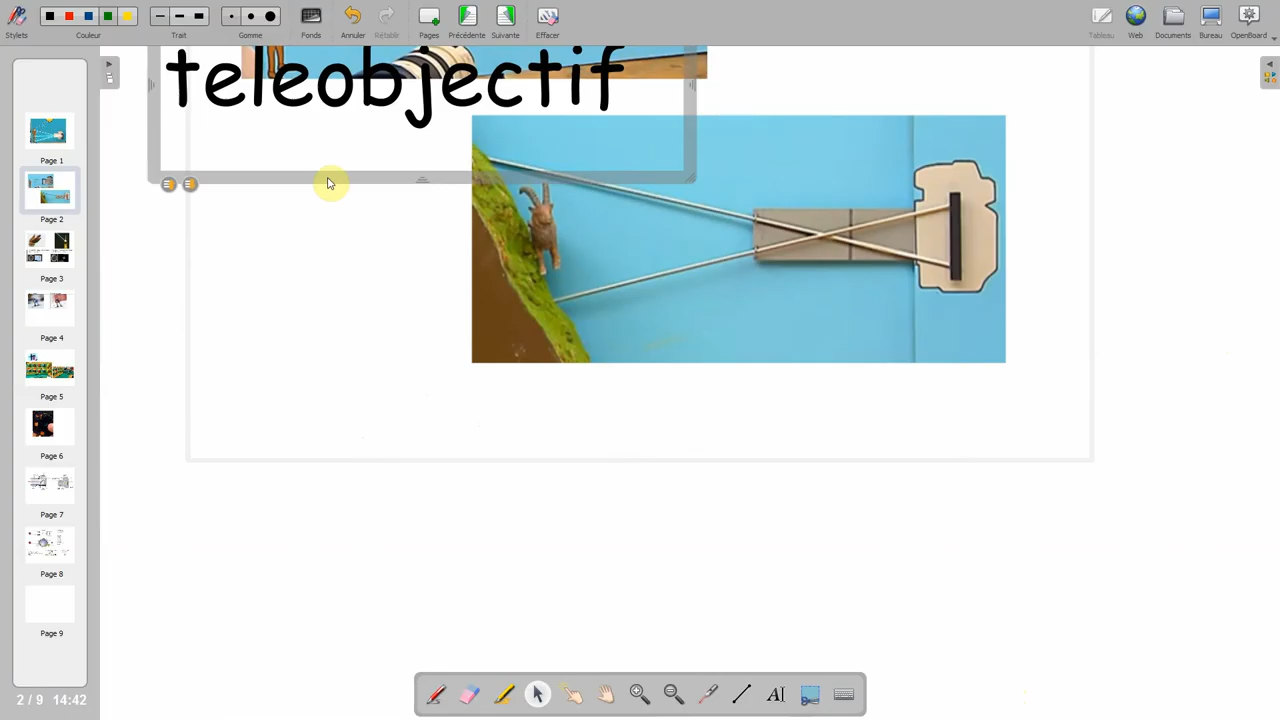 Stylets
Couleur
Trait
Gomme
Fonds
Annuler
Rétablir
Pages
Précédente
Suivante
Effacer
Tableau
Web
Documents
Bureau
OpenBoard
teleobjectif
Page 1
Page 2
Page 3
Page 4
Page 5
Page 6
Page 7
Page 8
Page 9
2 / 9 14:42
AI